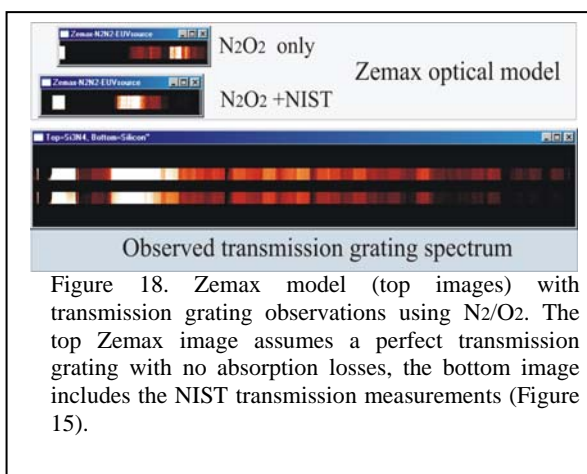 Zemax-N2N2-EUVsource
N2O2 only
Zemax optical model
Zemax-N2N2-EUVsource
N2O2 +NIST
Top=Si3N4, Bottom=Silicon"
Observed transmission grating spectrum
Figure 18. Zemax model (top images) with
transmission grating observations using N2/O2. The
top Zemax image assumes a perfect transmission
grating with no absorption losses, the bottom image
includes the NIST transmission measurements (Figure
15).